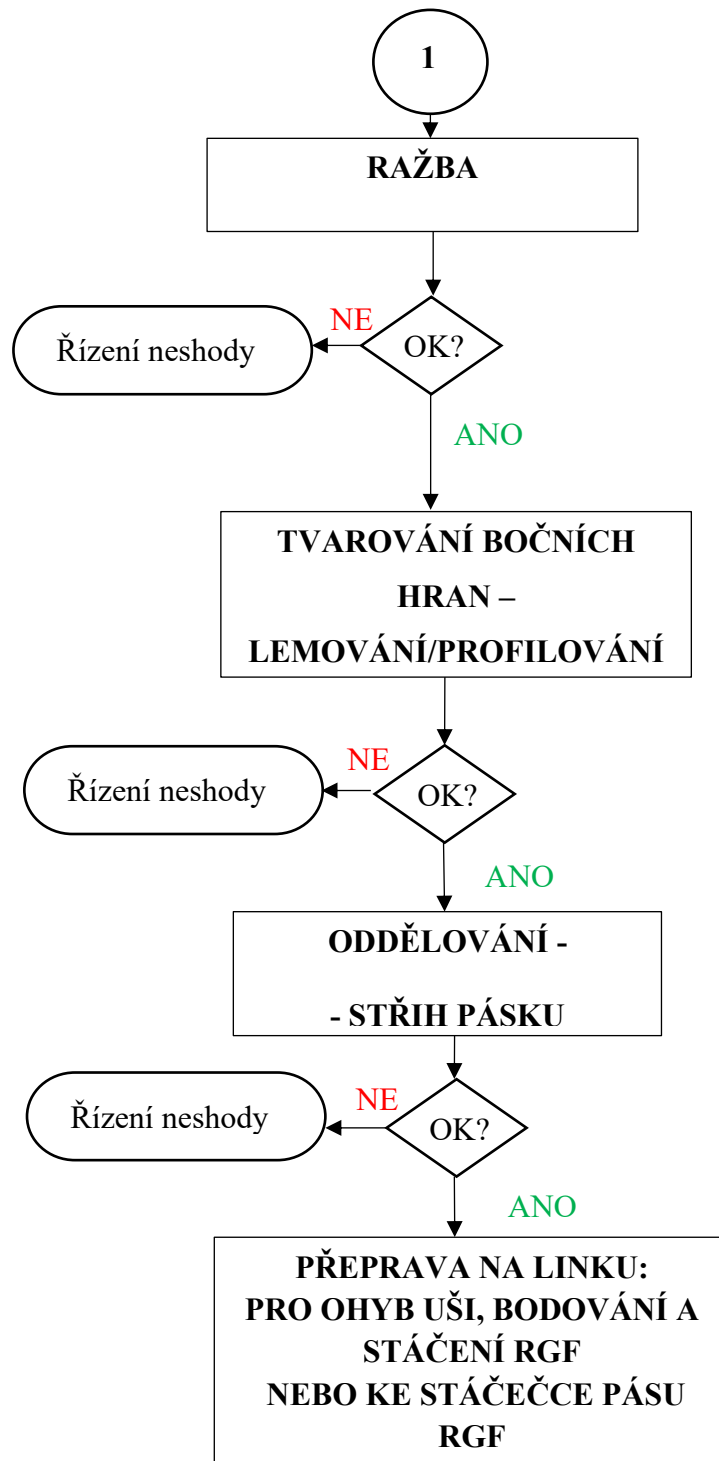 1
RAŽBA
NE
Řízení neshody
OK?
ANO
TVAROVÁNÍ BOČNÍCH
HRAN –
LEMOVÁNÍ/PROFILOVÁNÍ
NE
Řízení neshody
OK?
ANO
ODDĚLOVÁNÍ -
- STŘIH PÁSKU
NE
Řízení neshody
OK?
ANO
PŘEPRAVA NA LINKU:
PRO OHYB UŠI, BODOVÁNÍ A
STÁČENÍ RGF
NEBO KE STÁČEČCE PÁSU
RGF